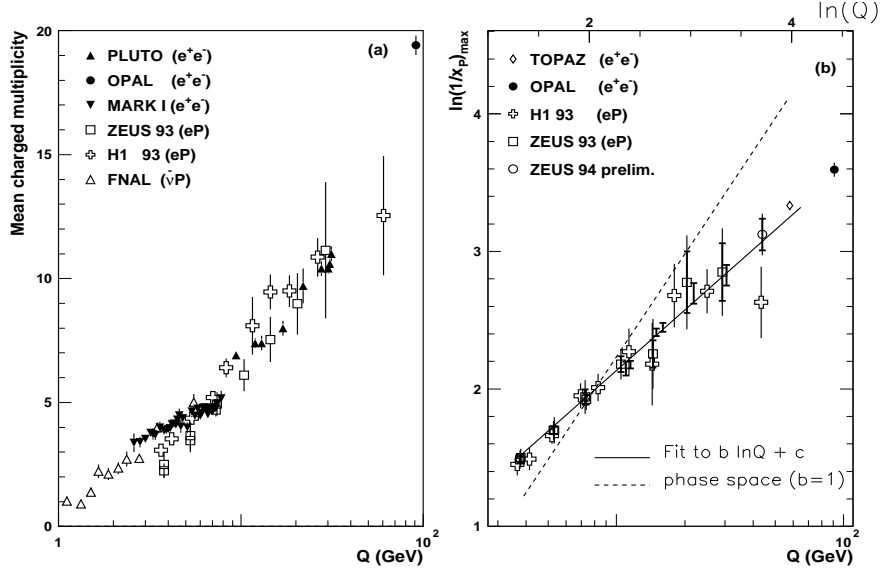 ln(Q)
2
4
20
15
10
5
0
Mean charged multiplicity
(a)
PLUTO (e+e-)
OPAL (e+e-)
MARK I (e+e-)
ZEUS 93 (eP)
H1 93 (eP)
FNAL (ν̄P)
1
10²
Q (GeV)
ln(1/xp)max
4
3
2
1
(b)
TOPAZ (e+e-)
OPAL (e+e-)
H1 93 (eP)
ZEUS 93 (eP)
ZEUS 94 prelim.
Fit to b lnQ + c
phase space (b=1)
10²
Q (GeV)